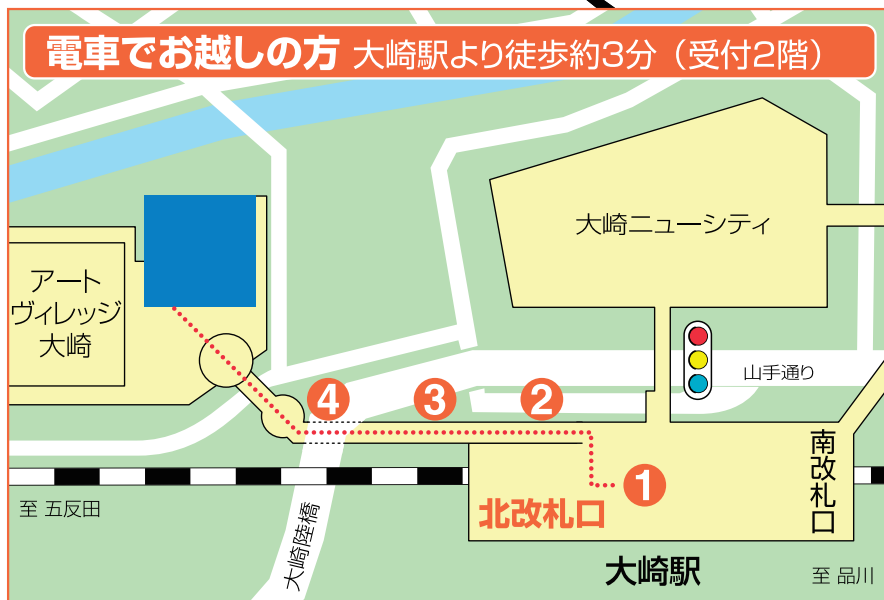 電車でお越しの方 大崎駅より徒歩約3分（受付2階）
大崎ニューシティ
アート
ヴィレッジ
大崎
山手通り
4
3
2
1
北改札口
南改札口
至 五反田
大崎陸橋
大崎駅
至 品川